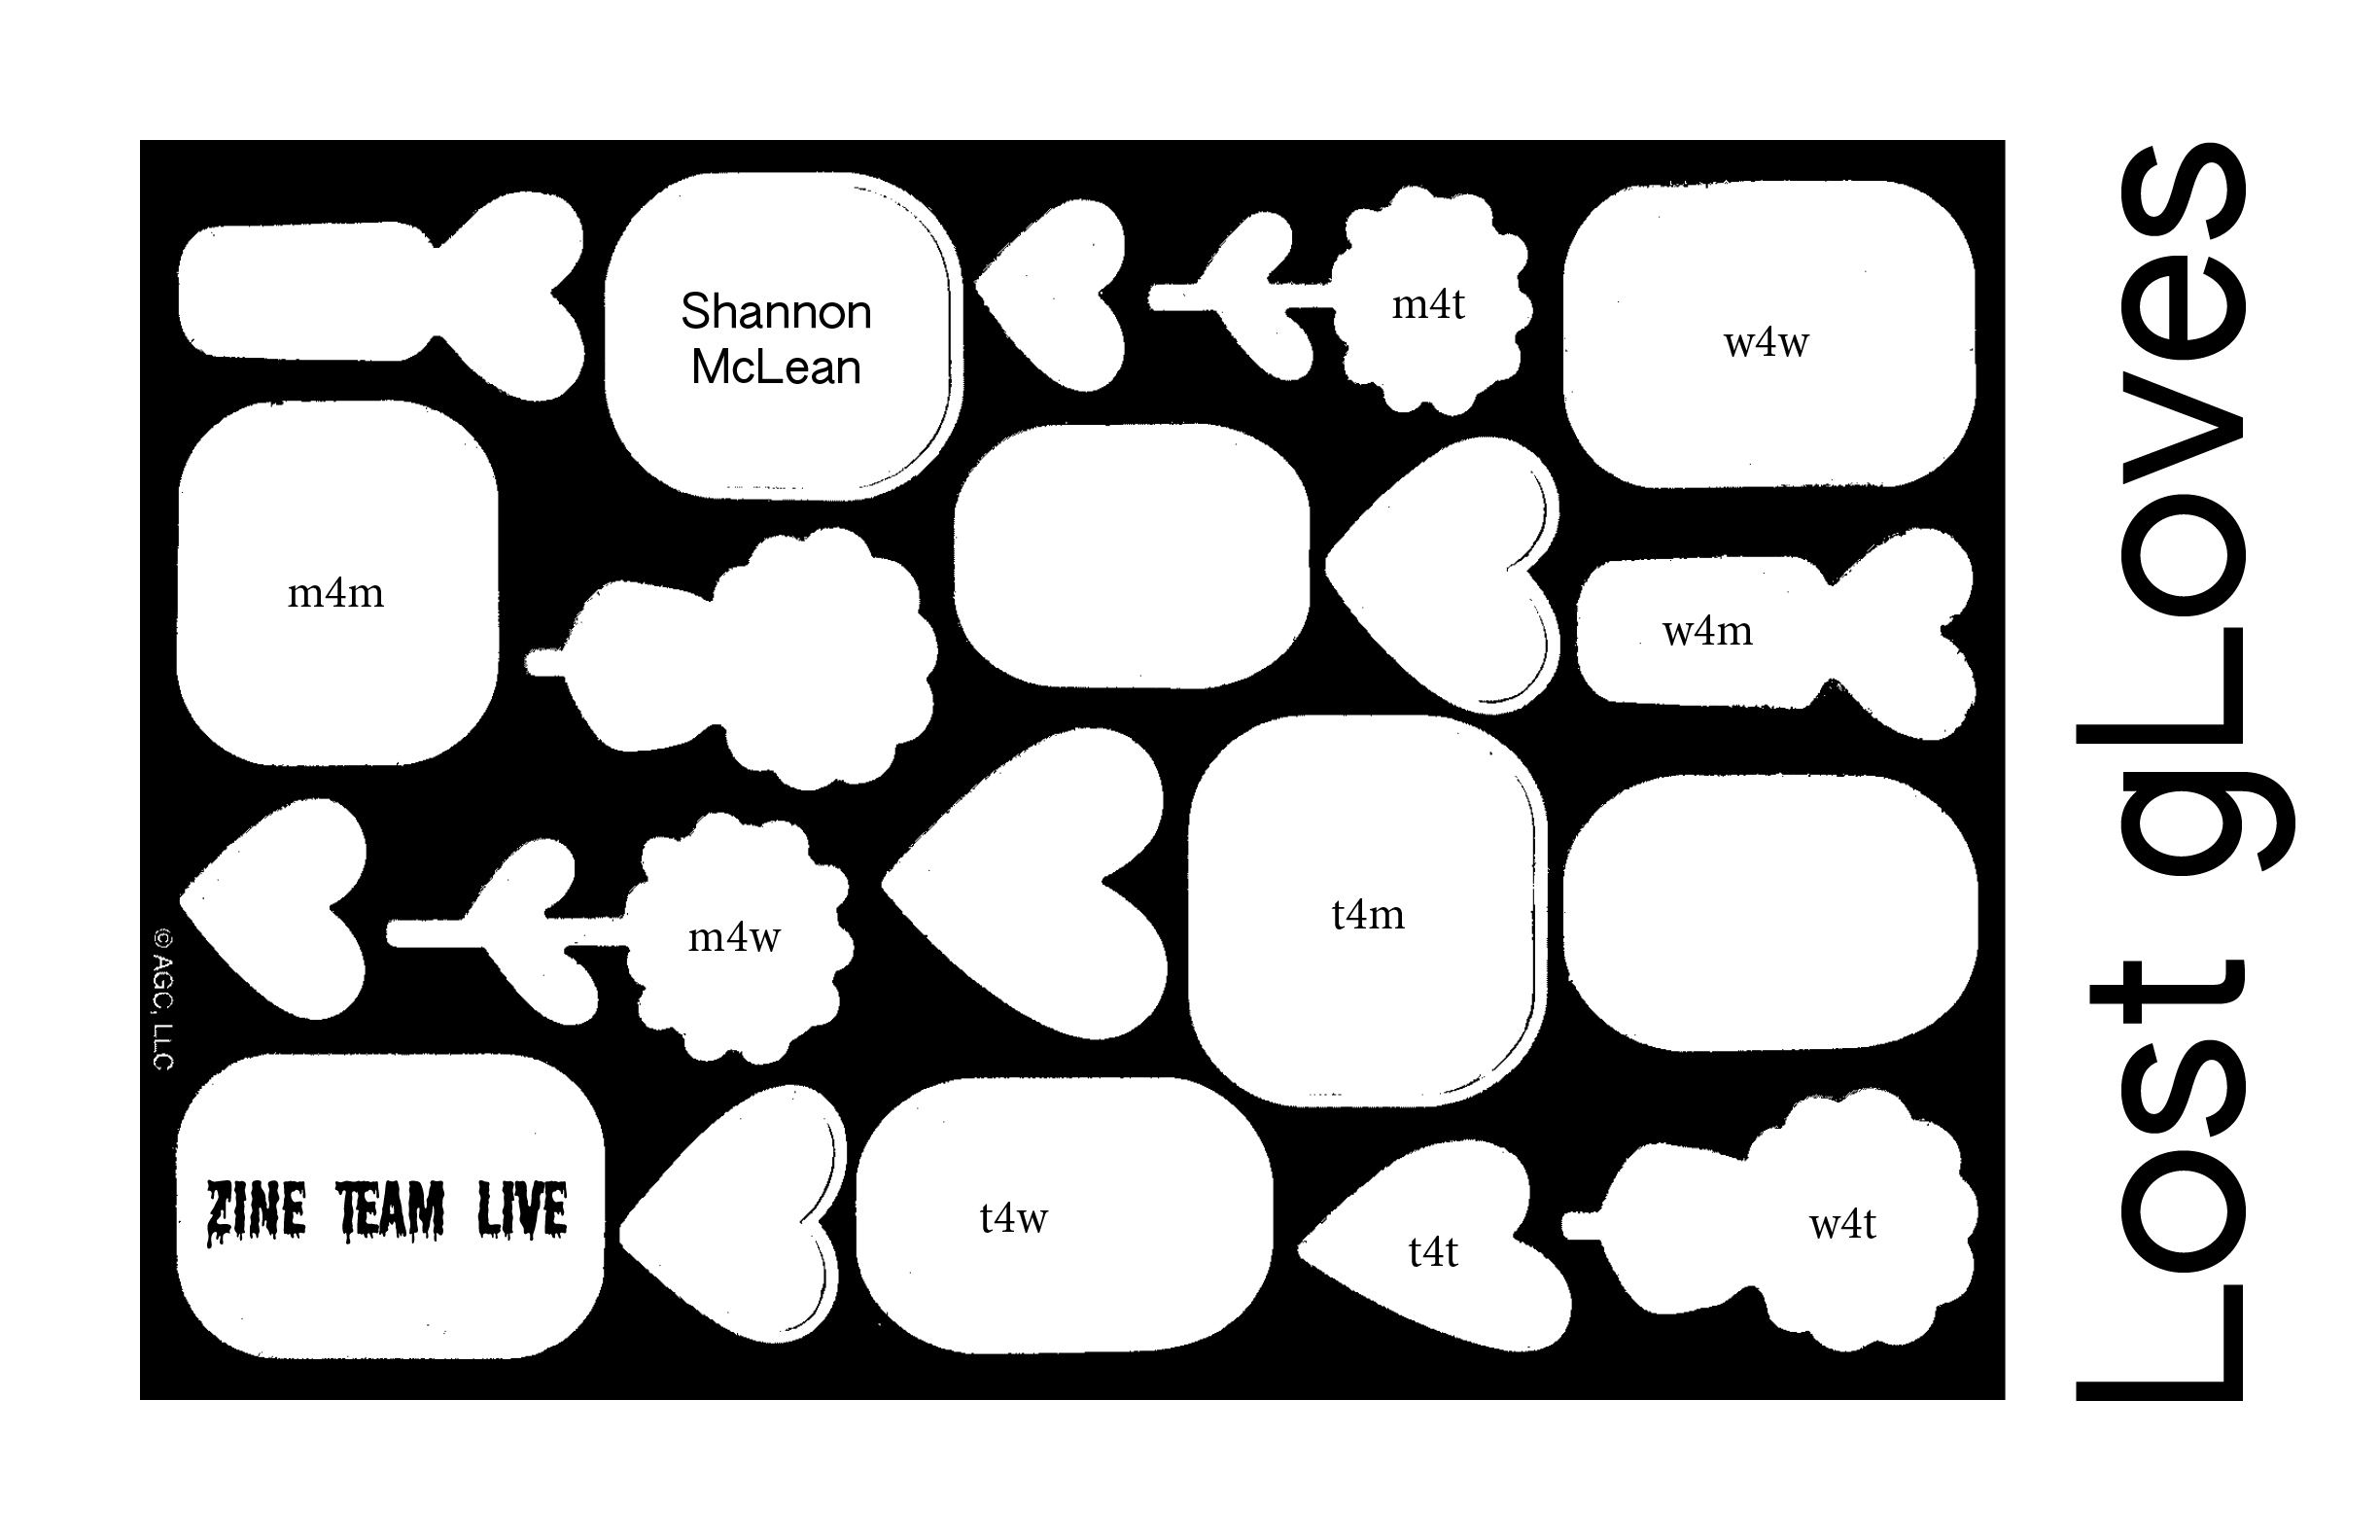 Shannon
McLean
m4t
w4w
m4m
w4m
m4w
t4m
© AGC, LLC
ZINE TEAM LIVE
t4w
t4t
w4t
Lost gLoves